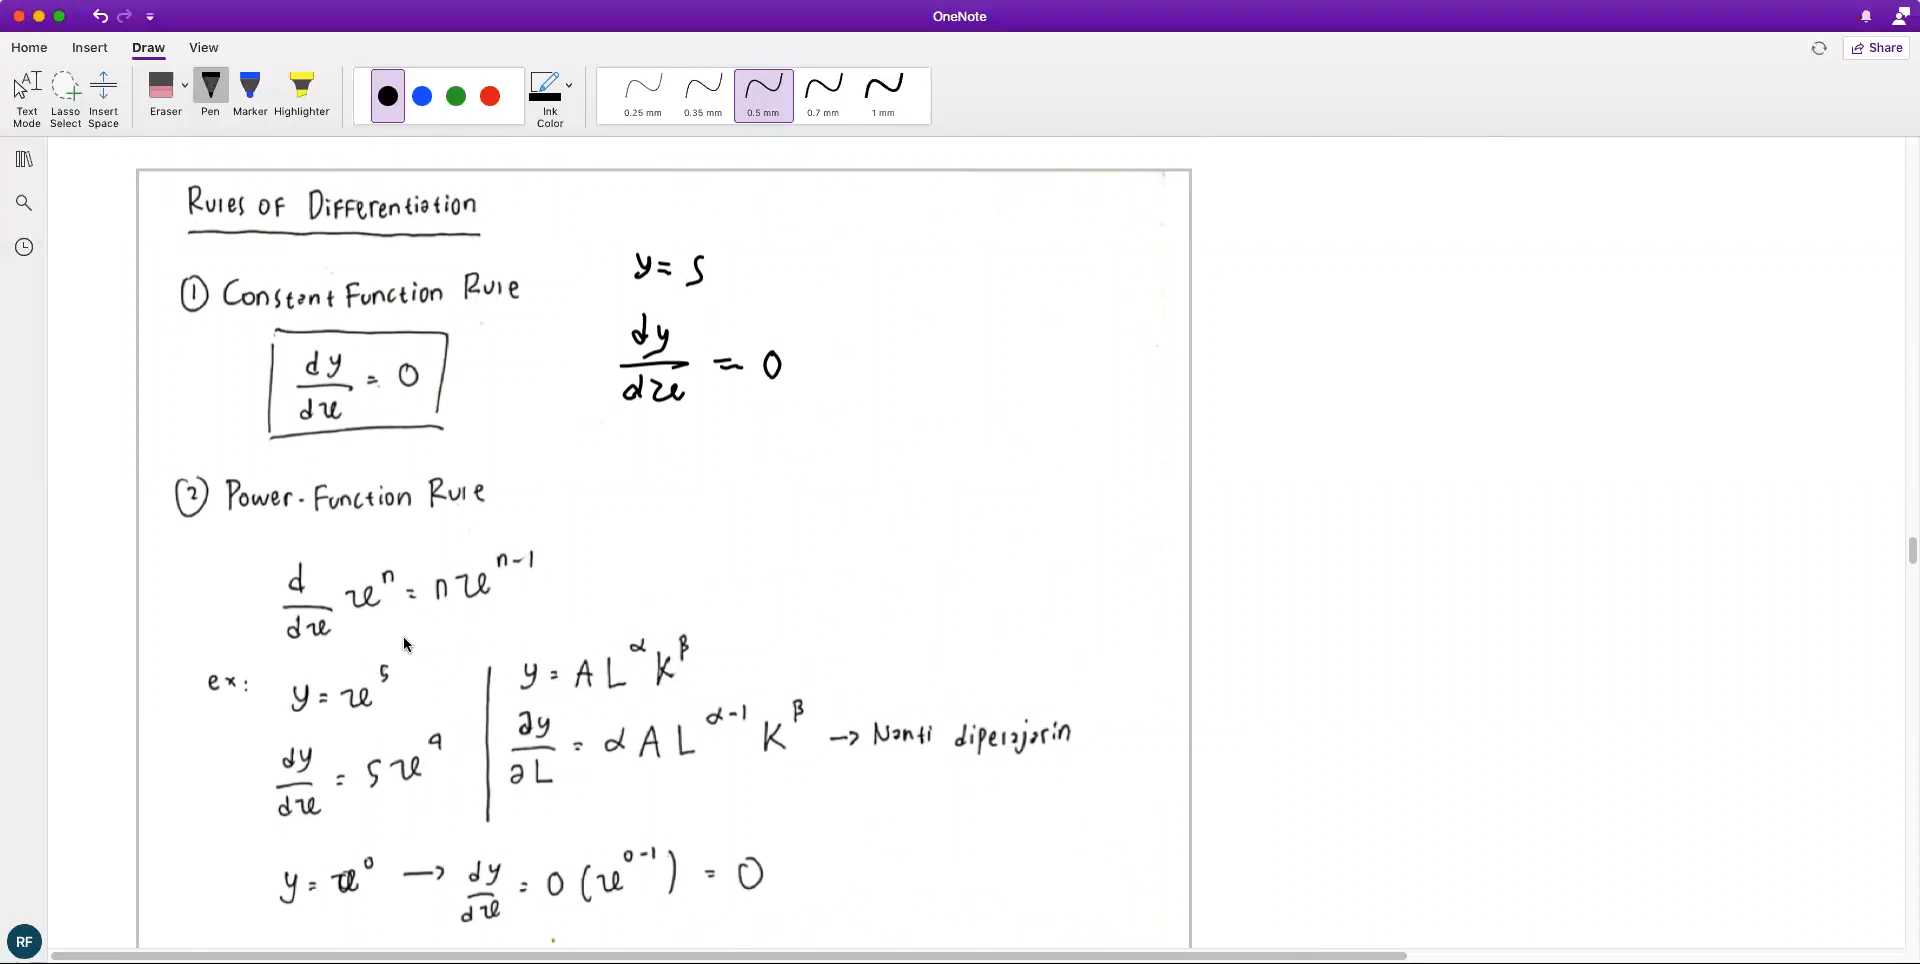 OneNote
Home Insert Draw View
Share
Text Mode
Lasso Select
Insert Space
Eraser
Pen
Marker
Highlighter
Ink Color
0.25 mm
0.35 mm
0.5 mm
0.7 mm
1 mm
Rules of Differentiation
① Constant Function Rule
dy/dx = 0
y = 5
dy/dx = 0
② Power-Function Rule
d/dx x^n = n x^(n-1)
ex: y = x^5
dy/dx = 5x^4
y = A L^α K^β
∂y/∂L = α A L^(α-1) K^β → Nanti dipelajarin
y = x^0 → dy/dx = 0 (x^(0-1)) = 0
RF